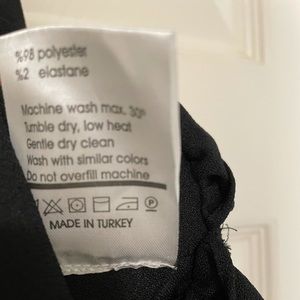 %98 polyester
%2 elastane
Machine wash max. 30°
Tumble dry, low heat
Gentle dry clean
Wash with similar colors
Do not overfill machine
P
MADE IN TURKEY